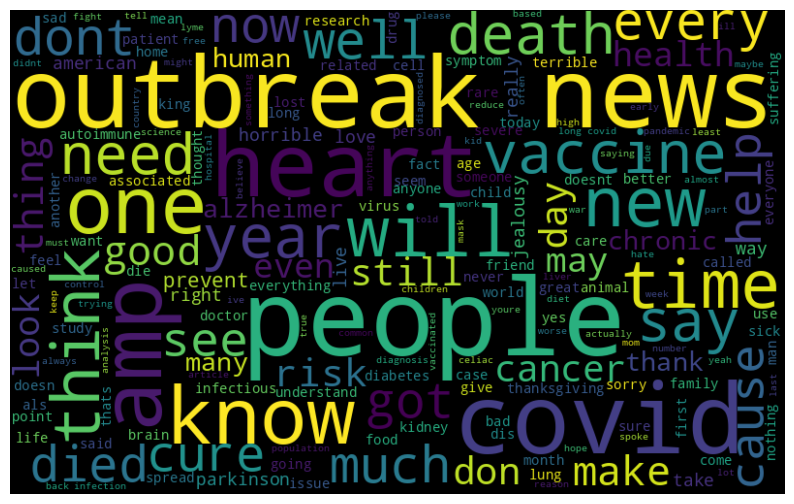 sad fight tell lyme mean research drug please based ill
dont didnt free might now patient home well death every
american human related cell symptom terrible health maybe suffering
outbreak news
king long something lost diagnosed really rare reduce often country high early
autoimmune science horrible love person severe today long covid pandemic least
need thought hospital heart kid vaccine saying due
thing change fact age seem someone doesnt better almost
another associated believe anyone anything child war everyone
one alzheimer virus told work jealousy new part help
must want year will mask day care chronic called way
feel good live friend may hate
caused die even still never great animal
let control prevent everything world liver diet week time
look keep right children youre yes use
think trying study doctor ive true people worse actually say sick
amp see common vaccinated celiac mom number yeah
always analysis many risk diagnosis cancer thank man
doesn thats article infectious diabetes case give thanksgiving sorry family cause
als understand
point know got covid last
life said brain food kidney bad dis sure first nothing
population going hope spoke
died cure parkinson issue much don lung month make take come
spread back infection reason lot